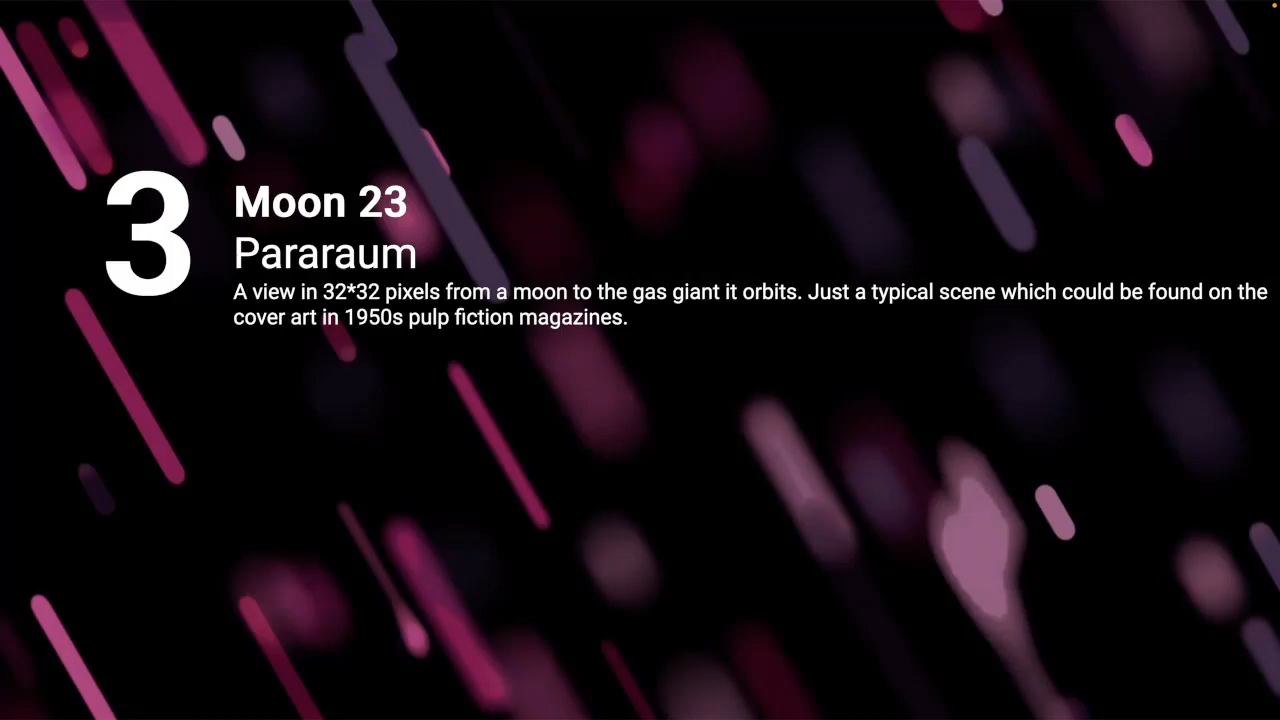 3
Moon 23
Pararaum
A view in 32*32 pixels from a moon to the gas giant it orbits. Just a typical scene which could be found on the
cover art in 1950s pulp fiction magazines.